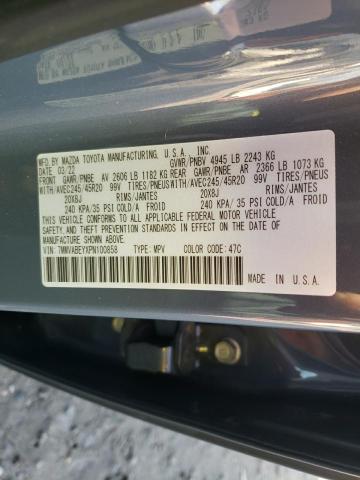 MFD. BY MAZDA TOYOTA MANUFACTURING, U.S.A., INC.
DATE 03/22 GVWR/PNBV 4945 LB 2243 KG
GAWR/PNBE AV 2606 LB 1182 KG GAWR/PNBE AR 2366 LB 1073 KG
WITH/AVEC245/45R20 99V TIRES/PNEUS WITH/AVEC245/45R20 99V TIRES/PNEUS
20X8J RIMS/JANTES 20X8J RIMS/JANTES
240 KPA/35 PSI COLD/A FROID 240 KPA/35 PSI COLD/A FROID
THIS VEHICLE CONFORMS TO ALL APPLICABLE FEDERAL MOTOR VEHICLE
SAFETY, BUMPER, AND THEFT PREVENTION STANDARDS IN EFFECT ON THE DATE
OF MANUFACTURE SHOWN ABOVE.
VIN: 7MMVABEYXPN100858 TYPE: MPV COLOR CODE: 47C